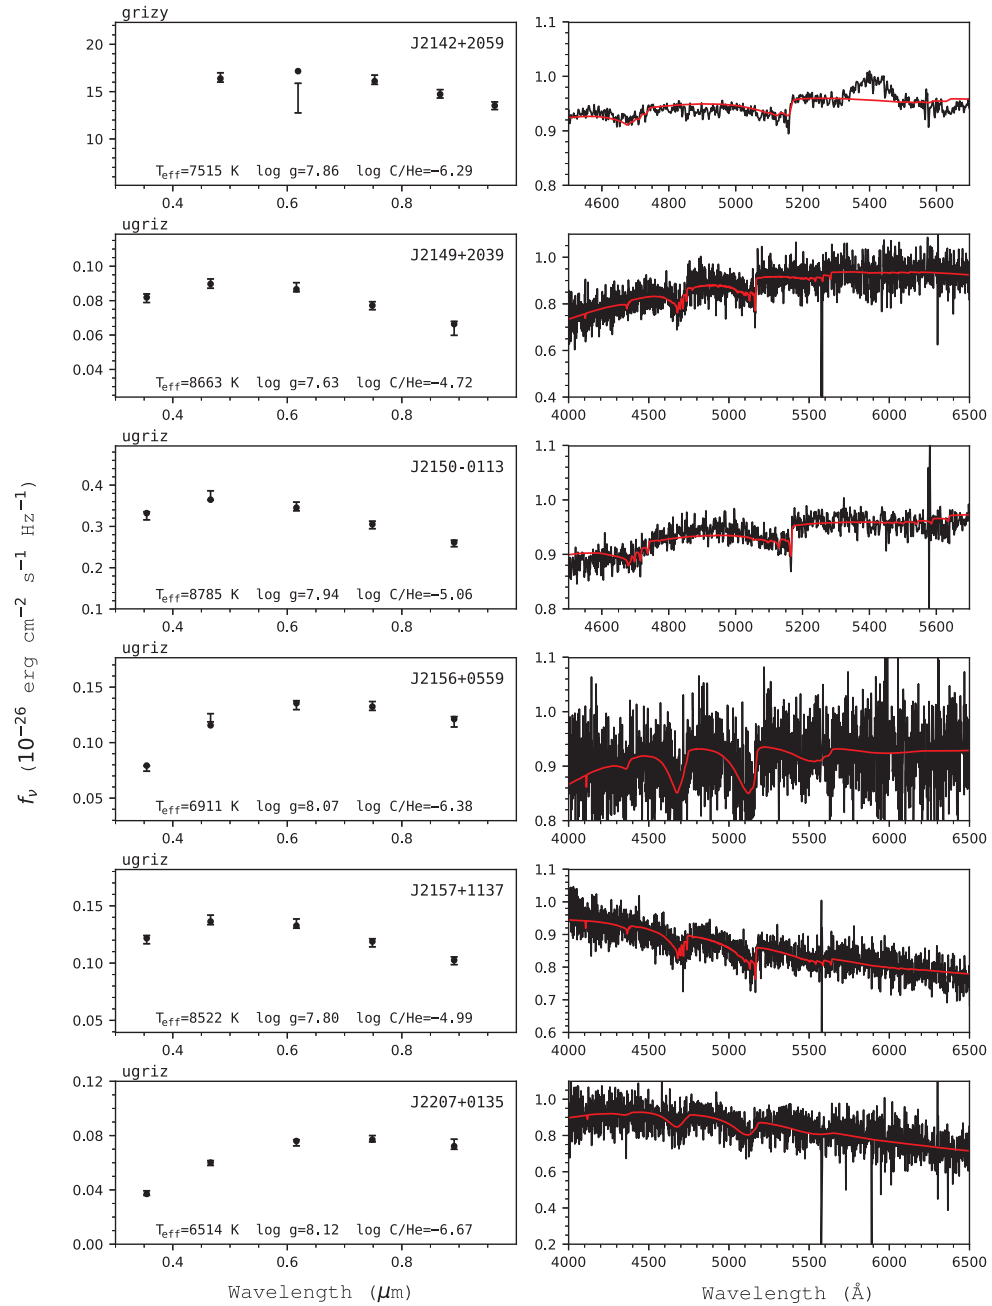 grizy
J2142+2059
20
15
10
T_eff=7515 K  log g=7.86  log C/He=−6.29
0.4 0.6 0.8
1.1
1.0
0.9
0.8
4600 4800 5000 5200 5400 5600
ugriz
J2149+2039
0.10
0.08
0.06
0.04
T_eff=8663 K  log g=7.63  log C/He=−4.72
0.4 0.6 0.8
1.0
0.8
0.6
0.4
4000 4500 5000 5500 6000 6500
ugriz
J2150-0113
0.4
0.3
0.2
0.1
T_eff=8785 K  log g=7.94  log C/He=−5.06
0.4 0.6 0.8
1.1
1.0
0.9
0.8
4600 4800 5000 5200 5400 5600
ugriz
J2156+0559
0.15
0.10
0.05
T_eff=6911 K  log g=8.07  log C/He=−6.38
0.4 0.6 0.8
1.1
1.0
0.9
0.8
4000 4500 5000 5500 6000 6500
ugriz
J2157+1137
0.15
0.10
0.05
T_eff=8522 K  log g=7.80  log C/He=−4.99
0.4 0.6 0.8
1.1
1.0
0.9
0.8
0.7
0.6
4000 4500 5000 5500 6000 6500
ugriz
J2207+0135
0.12
0.08
0.04
0.00
T_eff=6514 K  log g=8.12  log C/He=−6.67
0.4 0.6 0.8
1.0
0.8
0.6
0.4
0.2
4000 4500 5000 5500 6000 6500
f_ν (10⁻²⁶ erg cm⁻² s⁻¹ Hz⁻¹)
Wavelength (μm)
Wavelength (Å)